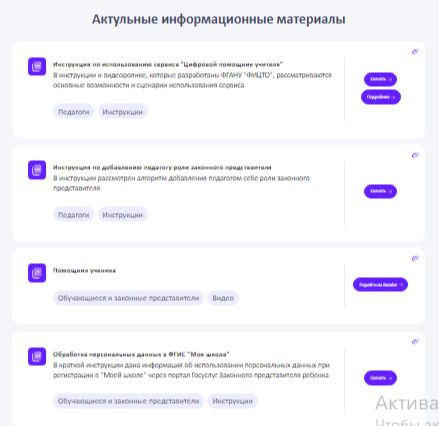 Актульные информационные материалы
Инструкция по использованию сервиса "Цифровой помощник учителя"
В инструкции и видеоролике, которые разработаны ФГАНУ "ФИЦТО", рассматриваются
основные возможности и сценарии использования сервиса
Скачать
Подробнее
Педагоги
Инструкции
Инструкция по добавлению педагогу роли законного представителя
В инструкции рассмотрен алгоритм добавления педагогом себе роли законного
представителя
Скачать
Педагоги
Инструкции
Помощник ученика
Перейти на Rutube
Обучающиеся и законные представители
Видео
Обработка персональных данных в ФГИС "Моя школа"
В краткой инструкции дана информация об использовании персональных данных при
регистрации в "Моей школе" через портал Госуслуг Законного представителя ребенка
Скачать
Обучающиеся и законные представители
Инструкции
Актива
Чтобы ак